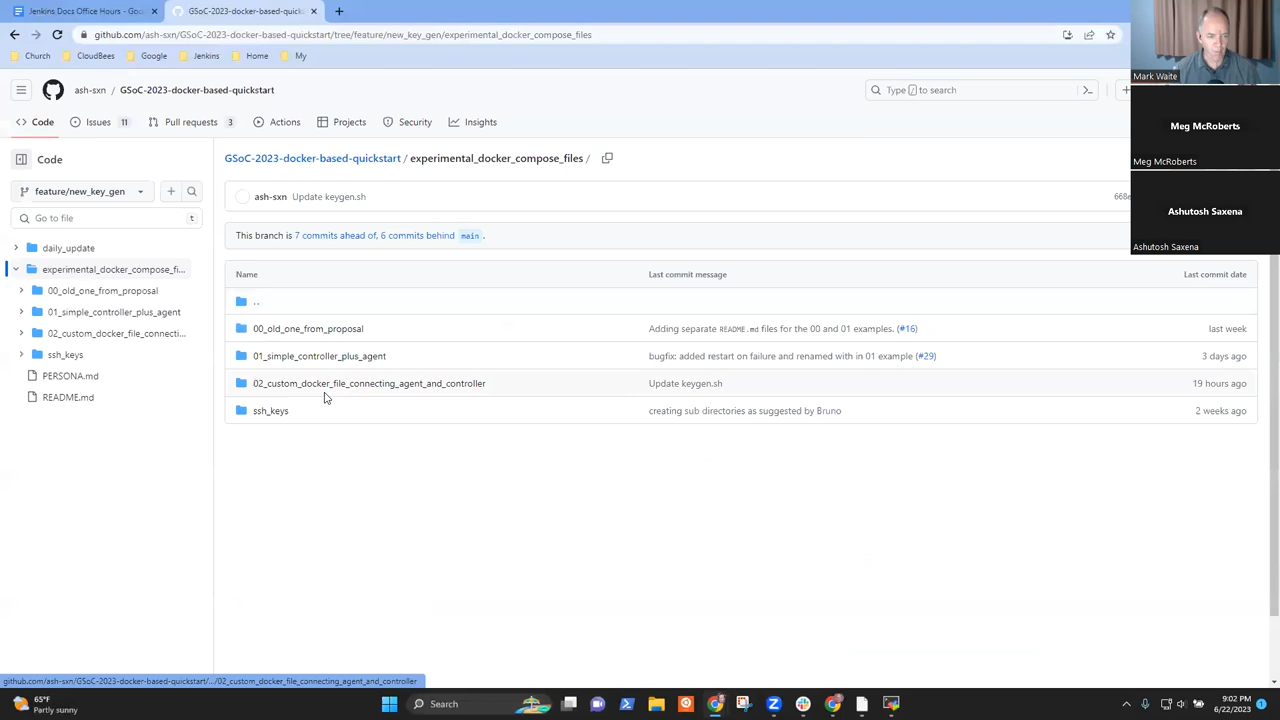 Jenkins Docs Office Hours - Goo
GSoC-2023-docker-based-quickst
github.com/ash-sxn/GSoC-2023-docker-based-quickstart/tree/feature/new_key_gen/experimental_docker_compose_files
Church
CloudBees
Google
Jenkins
Home
My
Mark Waite
Meg McRoberts
Meg McRoberts
Ashutosh Saxena
Ashutosh Saxena
ash-sxn / GSoC-2023-docker-based-quickstart
Type / to search
Code
Issues 11
Pull requests 3
Actions
Projects
Security
Insights
Code
feature/new_key_gen
Go to file
t
daily_update
experimental_docker_compose_fi...
00_old_one_from_proposal
01_simple_controller_plus_agent
02_custom_docker_file_connecti...
ssh_keys
PERSONA.md
README.md
GSoC-2023-docker-based-quickstart / experimental_docker_compose_files /
ash-sxn Update keygen.sh
668e
This branch is 7 commits ahead of, 6 commits behind main .
Name Last commit message Last commit date
..
00_old_one_from_proposal Adding separate README.md files for the 00 and 01 examples. (#16) last week
01_simple_controller_plus_agent bugfix: added restart on failure and renamed with in 01 example (#29) 3 days ago
02_custom_docker_file_connecting_agent_and_controller Update keygen.sh 19 hours ago
ssh_keys creating sub directories as suggested by Bruno 2 weeks ago
github.com/ash-sxn/GSoC-2023-docker-based-quickstart/.../02_custom_docker_file_connecting_agent_and_controller
65°F
Partly sunny
Search
9:02 PM
6/22/2023